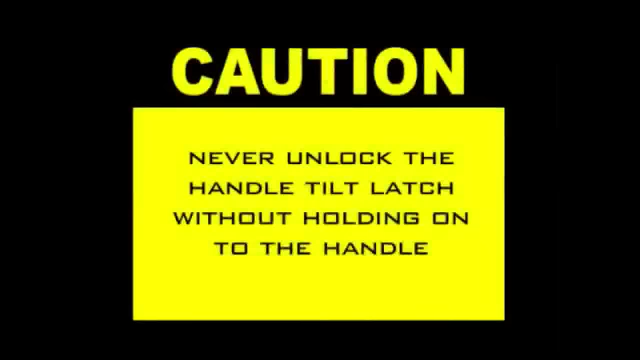 CAUTION
NEVER UNLOCK THE
HANDLE TILT LATCH
WITHOUT HOLDING ON
TO THE HANDLE